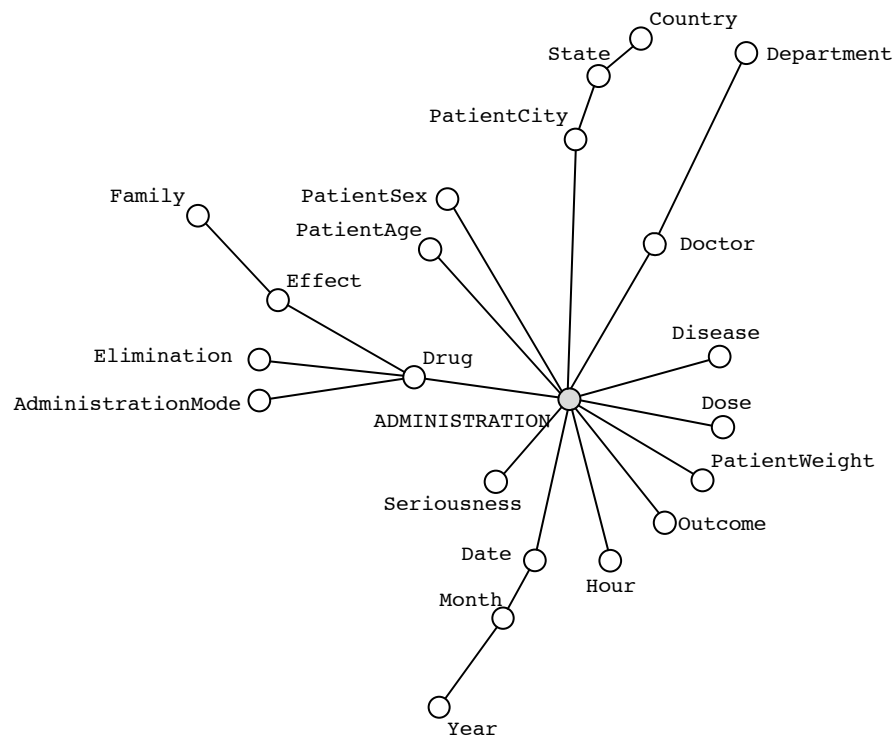 Country
State
Department
PatientCity
Family
PatientSex
PatientAge
Doctor
Effect
Disease
Elimination
Drug
AdministrationMode
Dose
ADMINISTRATION
PatientWeight
Seriousness
Outcome
Date
Hour
Month
Year